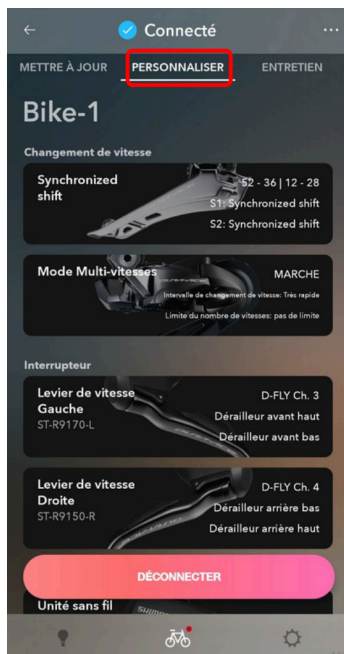 Connecté
METTRE À JOUR PERSONNALISER ENTRETIEN
Bike-1
Changement de vitesse
Synchronized shift
52 - 36 | 12 - 28
S1: Synchronized shift
S2: Synchronized shift
Mode Multi-vitesses
MARCHE
Intervalle de changement de vitesse: Très rapide
Limite du nombre de vitesses: pas de limite
Interrupteur
Levier de vitesse
Gauche
ST-R9170-L
D-FLY Ch. 3
Dérailleur avant haut
Dérailleur avant bas
Levier de vitesse
Droite
ST-R9150-R
D-FLY Ch. 4
Dérailleur arrière bas
Dérailleur arrière haut
DÉCONNECTER
Unité sans fil